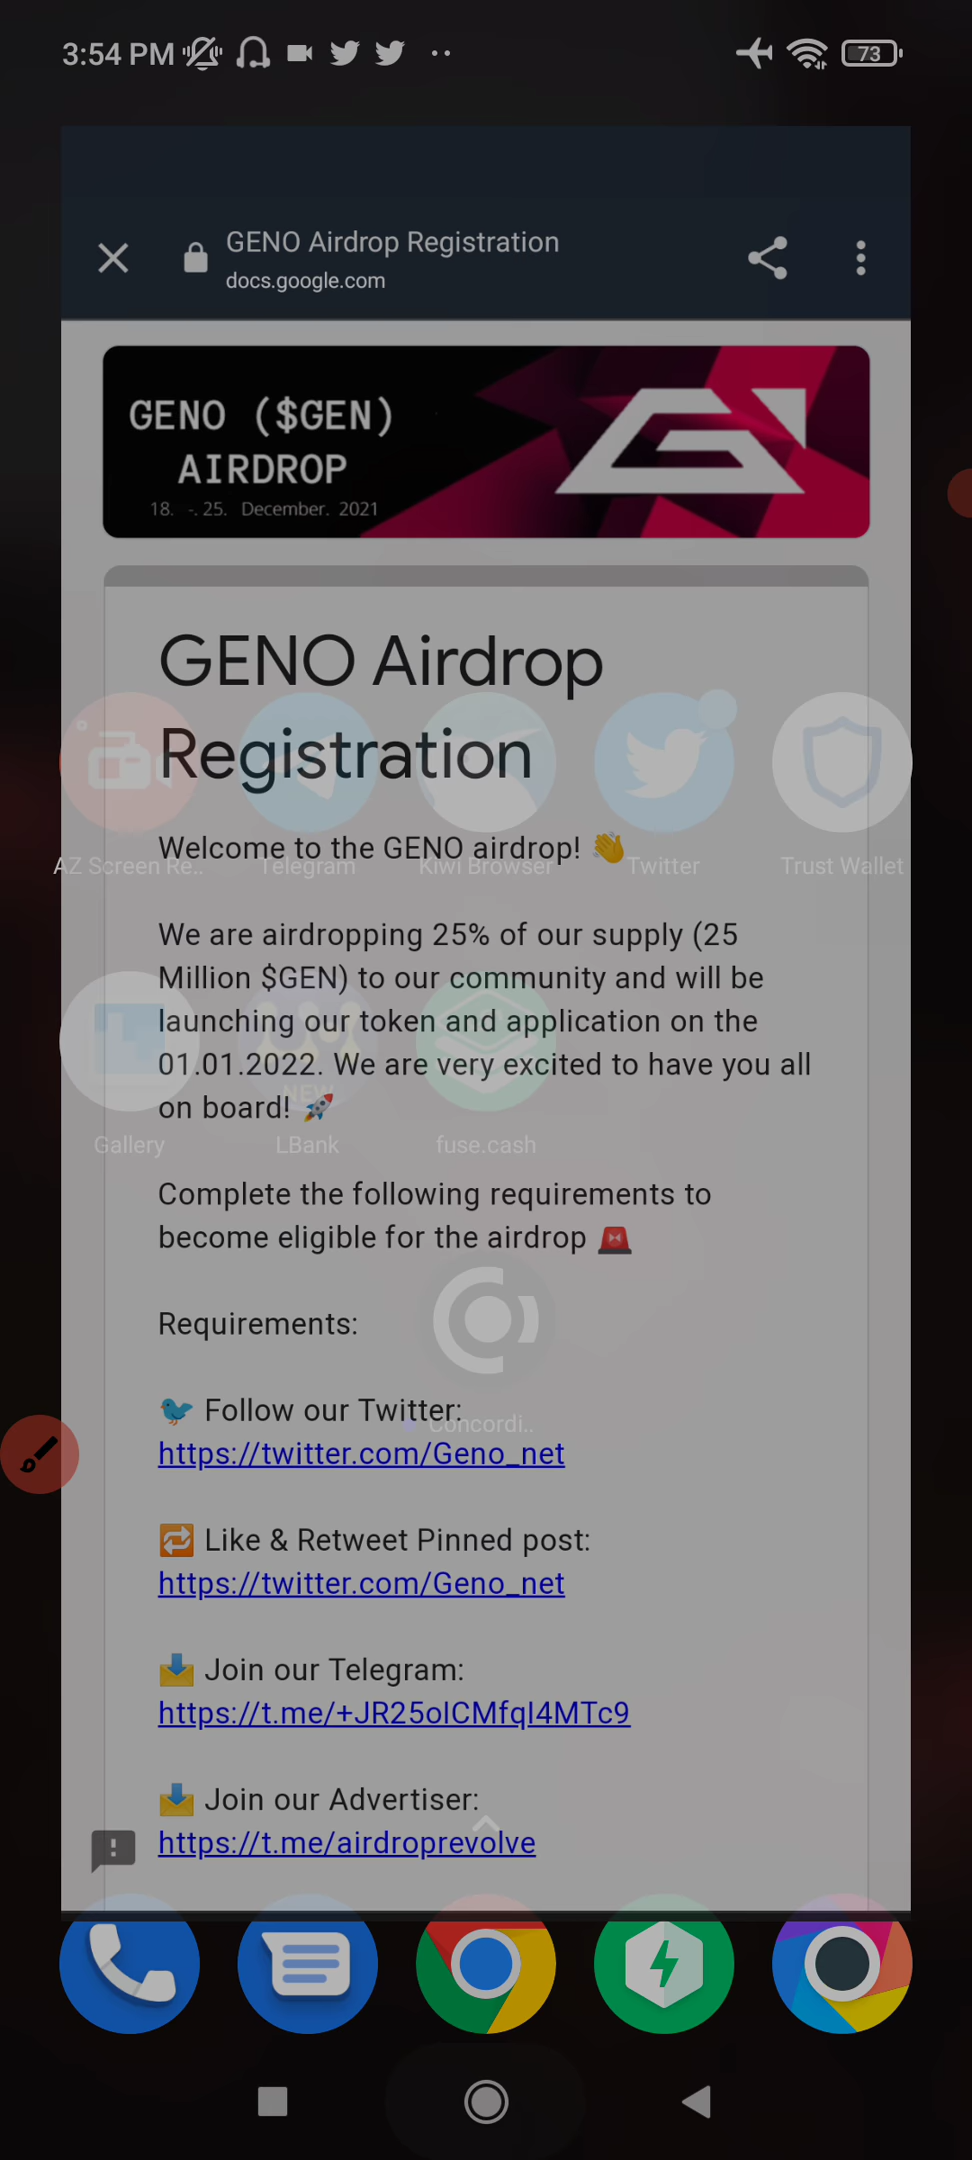 3:54 PM
73
GENO Airdrop Registration
docs.google.com
GENO ($GEN)
AIRDROP
18. -. 25. December. 2021
GENO Airdrop
Registration
Welcome to the GENO airdrop! 👋
AZ Screen Re..
Telegram
Kiwi Browser
Twitter
Trust Wallet
We are airdropping 25% of our supply (25
Million $GEN) to our community and will be
launching our token and application on the
01.01.2022. We are very excited to have you all
on board! 🚀
NEW
Gallery
LBank
fuse.cash
Complete the following requirements to
become eligible for the airdrop 🚨
Requirements:
🐦 Follow our Twitter:
Concordi..
https://twitter.com/Geno_net
🔁 Like & Retweet Pinned post:
https://twitter.com/Geno_net
📩 Join our Telegram:
https://t.me/+JR25olCMfql4MTc9
📩 Join our Advertiser:
https://t.me/airdroprevolve